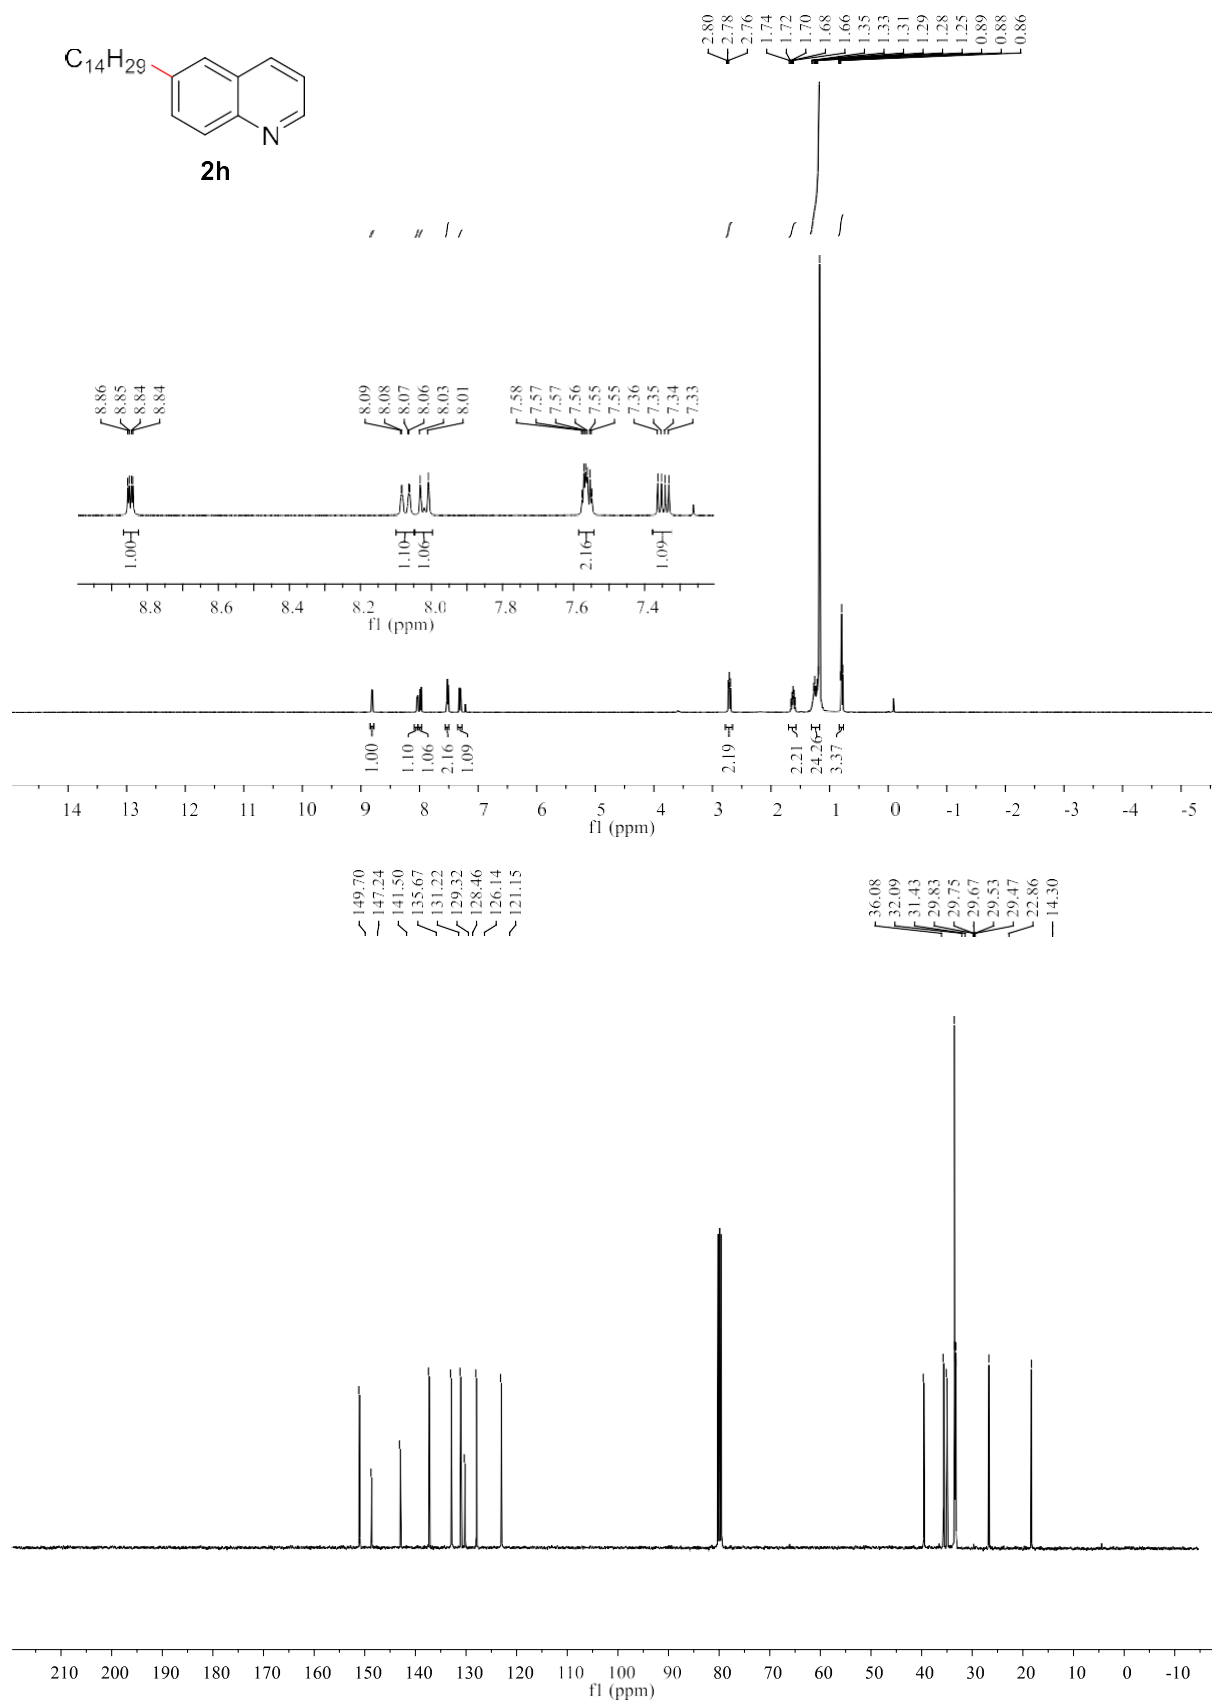 2.80 2.78 2.76 1.74 1.72 1.70 1.68 1.66 1.35 1.33 1.31 1.29 1.28 1.25 0.89 0.88 0.86
C14H29
N
2h
8.86 8.85 8.84 8.84 8.09 8.08 8.07 8.06 8.03 8.01 7.58 7.57 7.57 7.56 7.55 7.55 7.36 7.35 7.34 7.33
1.00 1.10 1.06 2.16 1.09
8.8 8.6 8.4 8.2 8.0 7.8 7.6 7.4
f1 (ppm)
1.00 1.10 1.06 2.16 1.09 2.19 2.21 24.26 3.37
14 13 12 11 10 9 8 7 6 5 4 3 2 1 0 -1 -2 -3 -4 -5
f1 (ppm)
149.70 147.24 141.50 135.67 131.22 129.32 128.46 126.14 121.15 36.08 32.09 31.43 29.83 29.75 29.67 29.53 29.47 22.86 14.30
210 200 190 180 170 160 150 140 130 120 110 100 90 80 70 60 50 40 30 20 10 0 -10
f1 (ppm)